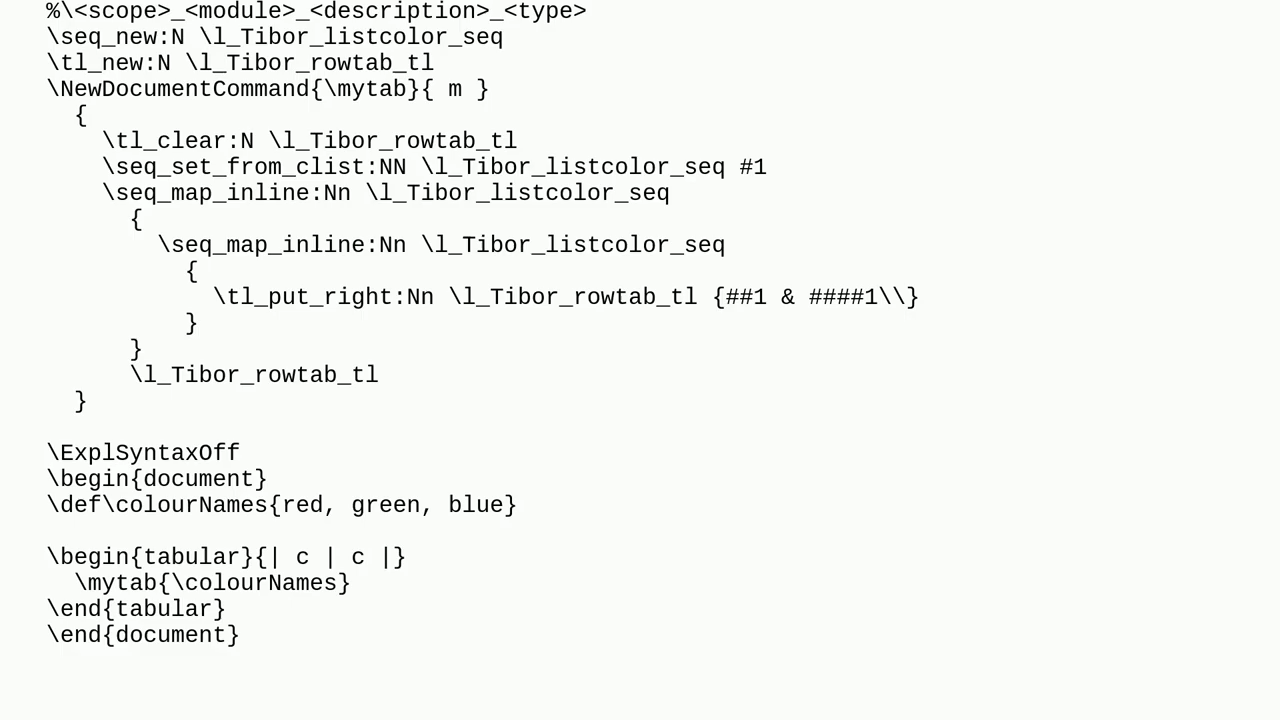 %\<scope>_<module>_<description>_<type>
\seq_new:N \l_Tibor_listcolor_seq
\tl_new:N \l_Tibor_rowtab_tl
\NewDocumentCommand{\mytab}{ m }
  {
    \tl_clear:N \l_Tibor_rowtab_tl
    \seq_set_from_clist:NN \l_Tibor_listcolor_seq #1
    \seq_map_inline:Nn \l_Tibor_listcolor_seq
      {
        \seq_map_inline:Nn \l_Tibor_listcolor_seq
          {
            \tl_put_right:Nn \l_Tibor_rowtab_tl {##1 & ####1\\}
          }
      }
      \l_Tibor_rowtab_tl
  }

\ExplSyntaxOff
\begin{document}
\def\colourNames{red, green, blue}

\begin{tabular}{| c | c |}
  \mytab{\colourNames}
\end{tabular}
\end{document}